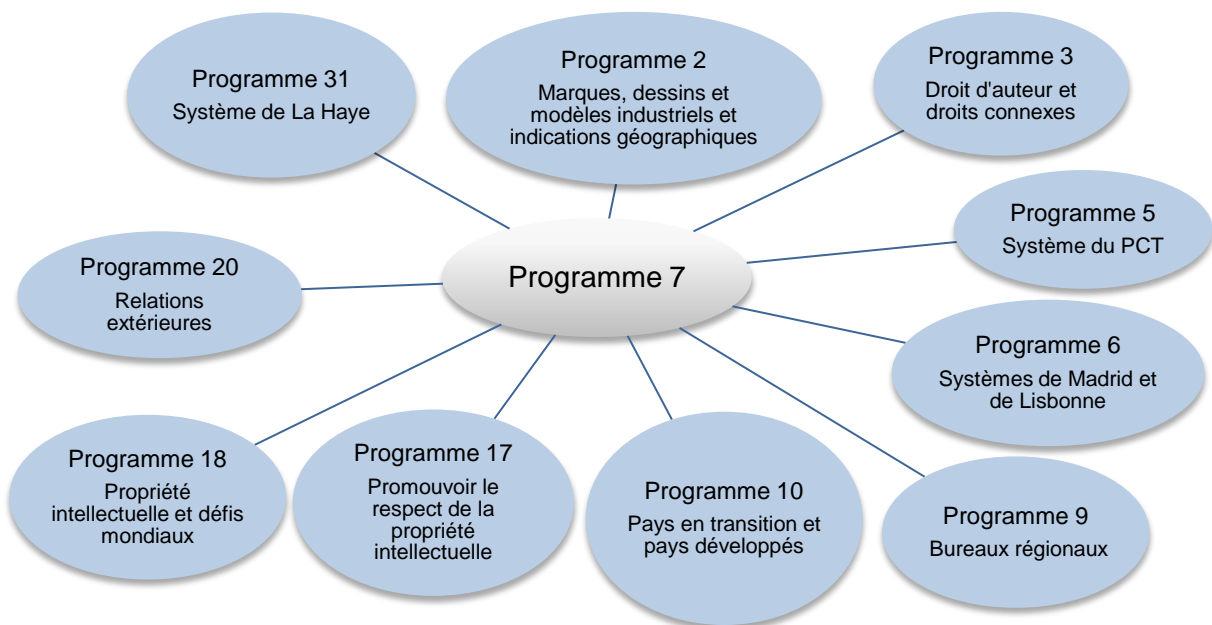 Programme 31
Système de La Haye
Programme 2
Marques, dessins et
modèles industriels et
indications géographiques
Programme 3
Droit d'auteur et
droits connexes
Programme 5
Système du PCT
Programme 20
Relations
extérieures
Programme 7
Programme 6
Systèmes de Madrid et
de Lisbonne
Programme 18
Propriété
intellectuelle et défis
mondiaux
Programme 17
Promouvoir le
respect de la
propriété
intellectuelle
Programme 10
Pays en transition et
pays développés
Programme 9
Bureaux régionaux